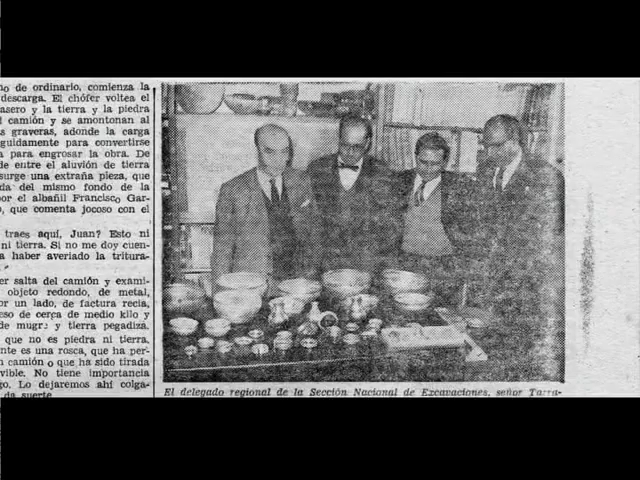 no de ordinario, comienza la
descarga. El chófer voltea el
asero y la tierra y la piedra
l camión y se amontonan al
s graveras, adonde la carga
guidamente para convertirse
a para engrosar la obra. De
de entre el aluvión de tierra
surge una extraña pieza, que
da del mismo fondo de la
por el albañil Francisco Gar-
o, que comenta jocoso con el
traes aquí, Juan? Esto ni
ni tierra. Si no me doy cuen-
a haber averiado la tritura-
er salta del camión y exami-
objeto redondo, de metal,
or un lado, de factura recia,
eso de cerca de medio kilo y
de mugre y tierra pegadiza.
que no es piedra ni tierra.
nte es una rosca, que ha per-
n camión o que ha sido tirada
vible. No tiene importancia
go. Lo dejaremos ahí colga-
da suerte
El delegado regional de la Sección Nacional de Excavaciones, señor Tarra-